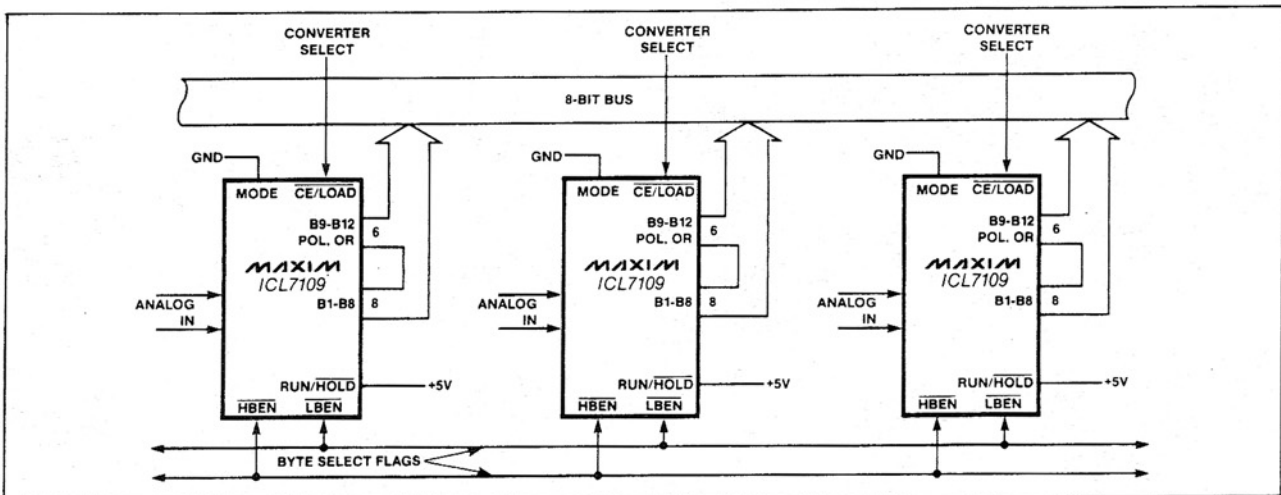 CONVERTER
SELECT
CONVERTER
SELECT
CONVERTER
SELECT
8-BIT BUS
GND
MODE CE/LOAD
B9-B12
POL, OR
6
MAXIM
ICL7109
B1-B8
8
ANALOG
IN
RUN/HOLD
+5V
HBEN LBEN
GND
MODE CE/LOAD
B9-B12
POL, OR
6
MAXIM
ICL7109
B1-B8
8
ANALOG
IN
RUN/HOLD
+5V
HBEN LBEN
GND
MODE CE/LOAD
B9-B12
POL, OR
6
MAXIM
ICL7109
B1-B8
8
ANALOG
IN
RUN/HOLD
+5V
HBEN LBEN
BYTE SELECT FLAGS